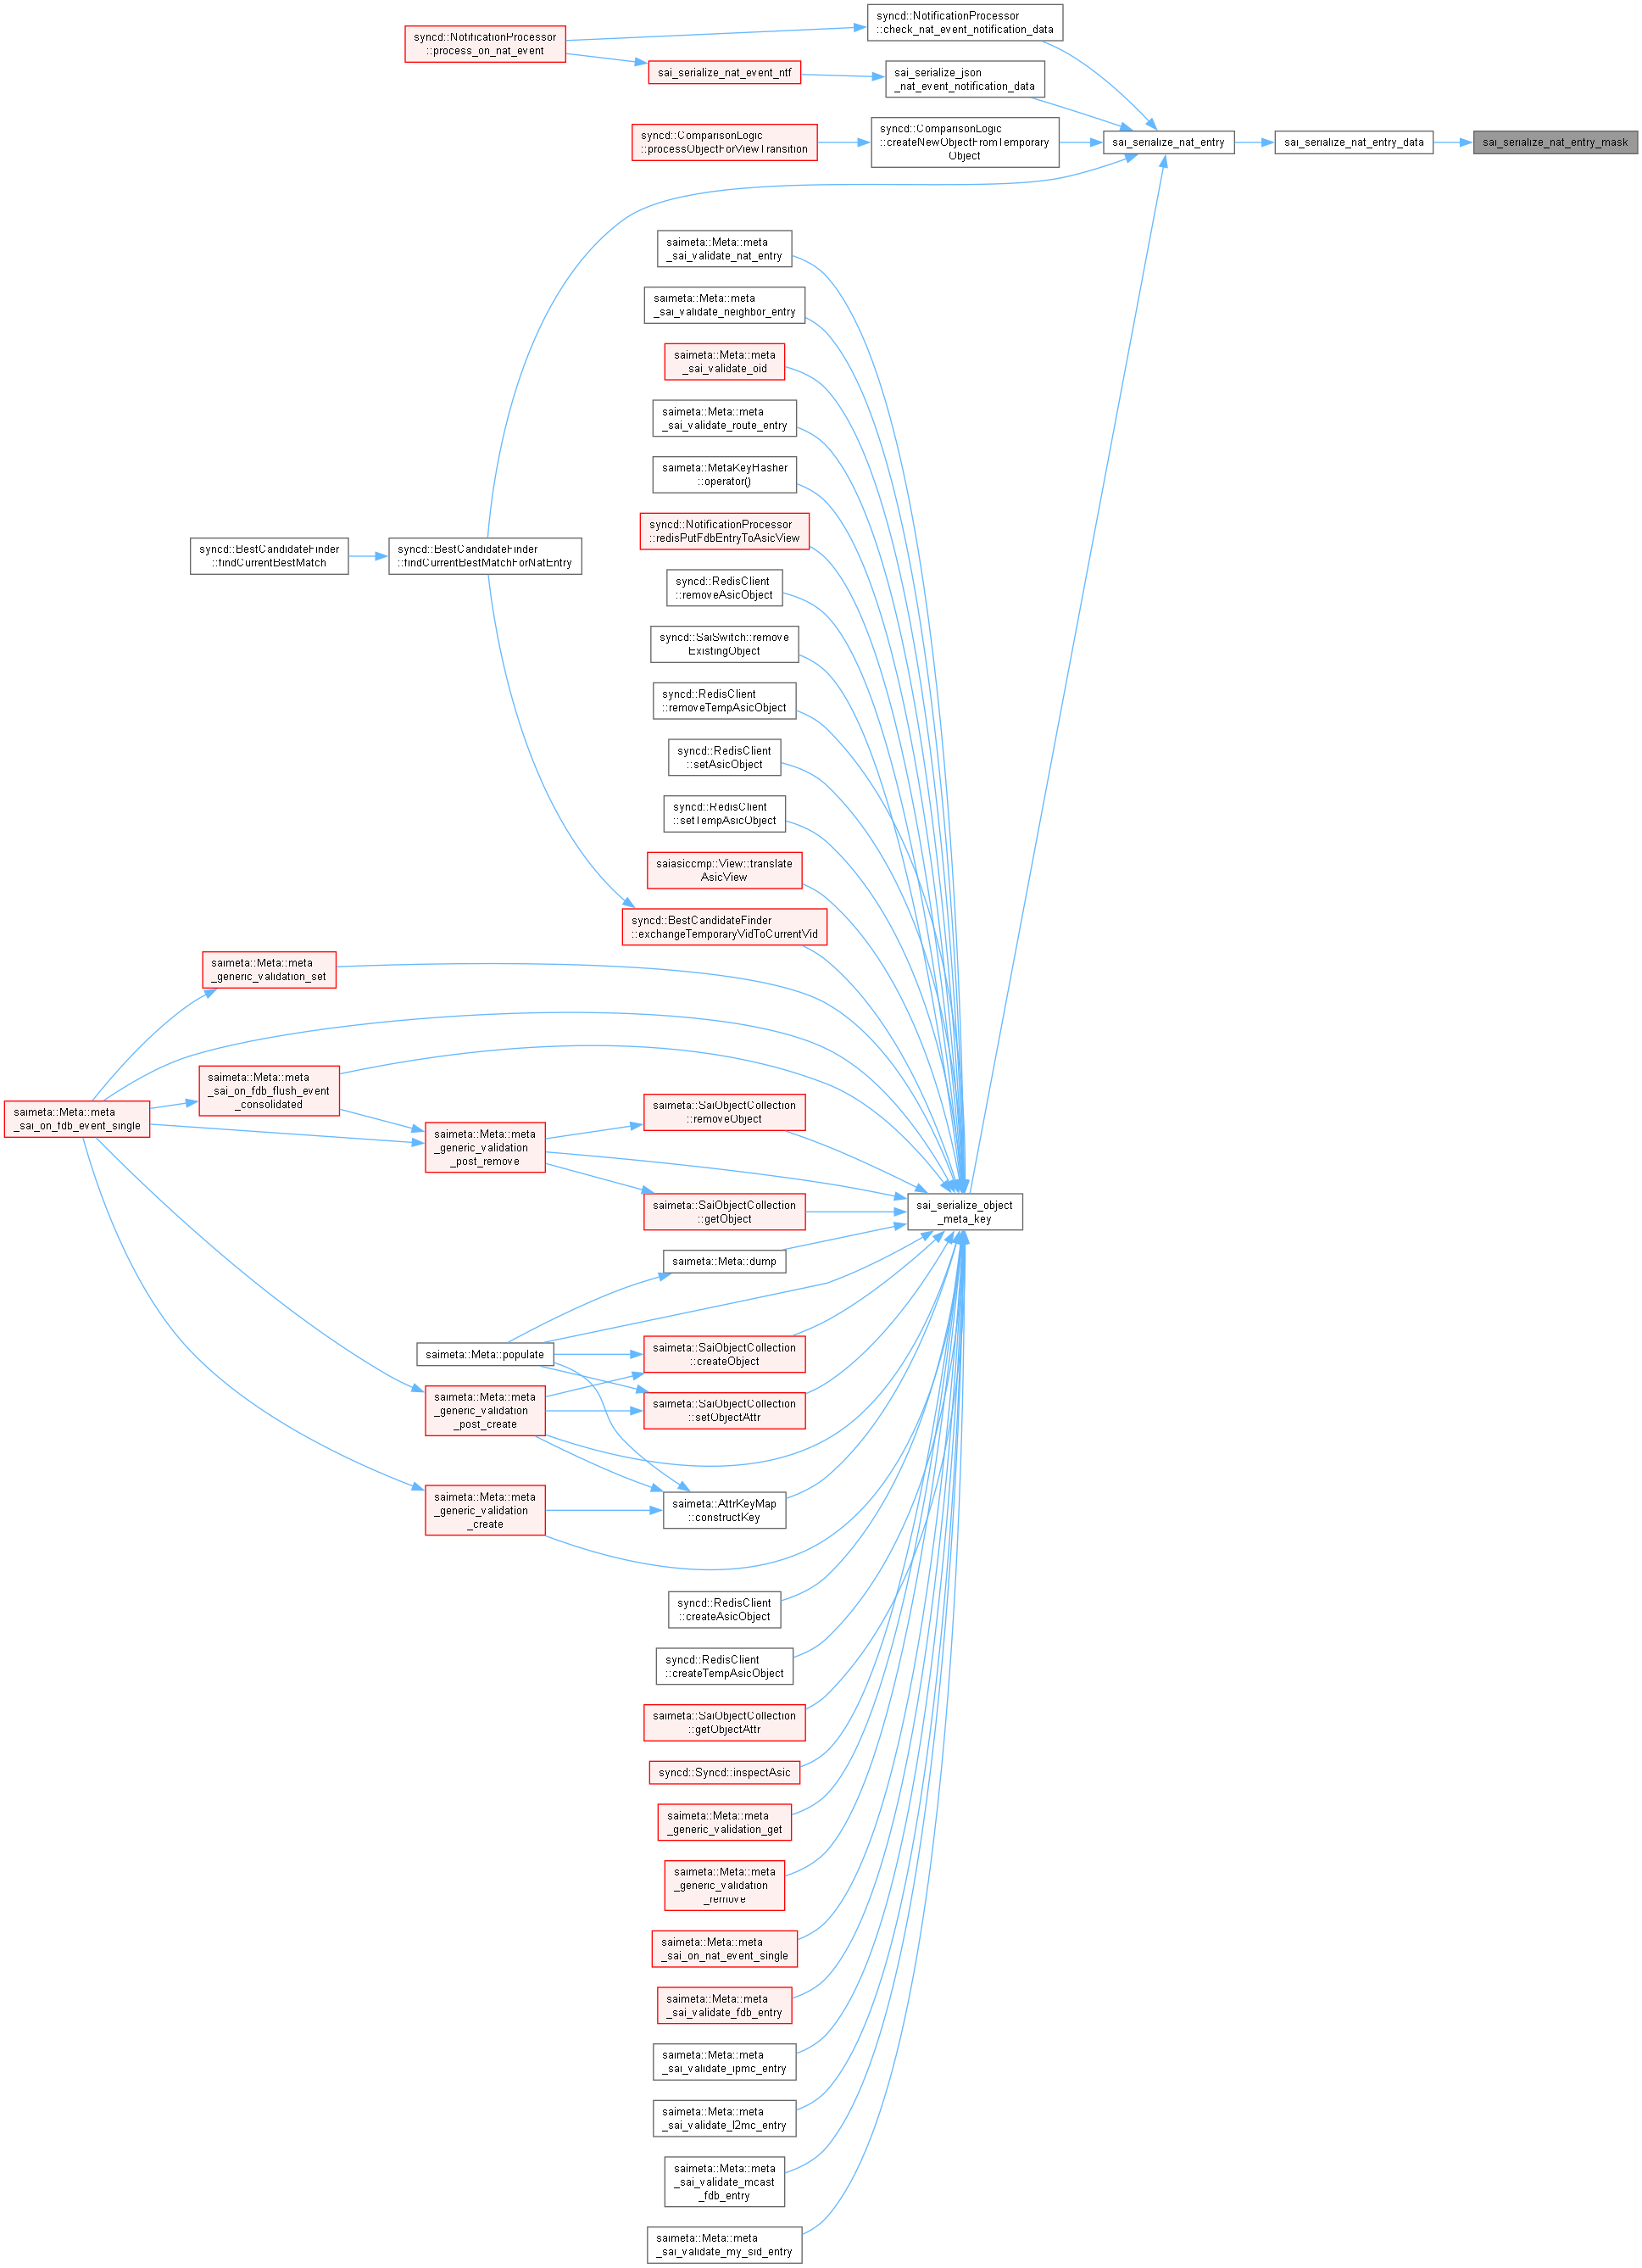 syncd::NotificationProcessor
::check_nat_event_notification_data
syncd::NotificationProcessor
::process_on_nat_event
sai_serialize_nat_event_ntf
sai_serialize_json
_nat_event_notification_data
syncd::ComparisonLogic
::processObjectForViewTransition
syncd::ComparisonLogic
::createNewObjectFromTemporary
Object
sai_serialize_nat_entry
sai_serialize_nat_entry_data
sai_serialize_nat_entry_mask
saimeta::Meta::meta
_sai_validate_nat_entry
saimeta::Meta::meta
_sai_validate_neighbor_entry
saimeta::Meta::meta
_sai_validate_oid
saimeta::Meta::meta
_sai_validate_route_entry
saimeta::MetaKeyHasher
::operator()
syncd::NotificationProcessor
::redisPutFdbEntryToAsicView
syncd::BestCandidateFinder
::findCurrentBestMatch
syncd::BestCandidateFinder
::findCurrentBestMatchForNatEntry
syncd::RedisClient
::removeAsicObject
syncd::SaiSwitch::remove
ExistingObject
syncd::RedisClient
::removeTempAsicObject
syncd::RedisClient
::setAsicObject
syncd::RedisClient
::setTempAsicObject
saiasiccmp::View::translate
AsicView
syncd::BestCandidateFinder
::exchangeTemporaryVidToCurrentVid
saimeta::Meta::meta
_generic_validation_set
saimeta::Meta::meta
_sai_on_fdb_flush_event
_consolidated
saimeta::Meta::meta
_sai_on_fdb_event_single
saimeta::SaiObjectCollection
::removeObject
saimeta::Meta::meta
_generic_validation
_post_remove
saimeta::SaiObjectCollection
::getObject
sai_serialize_object
_meta_key
saimeta::Meta::dump
saimeta::Meta::populate
saimeta::SaiObjectCollection
::createObject
saimeta::Meta::meta
_generic_validation
_post_create
saimeta::SaiObjectCollection
::setObjectAttr
saimeta::Meta::meta
_generic_validation
_create
saimeta::AttrKeyMap
::constructKey
syncd::RedisClient
::createAsicObject
syncd::RedisClient
::createTempAsicObject
saimeta::SaiObjectCollection
::getObjectAttr
syncd::Syncd::inspectAsic
saimeta::Meta::meta
_generic_validation_get
saimeta::Meta::meta
_generic_validation
_remove
saimeta::Meta::meta
_sai_on_nat_event_single
saimeta::Meta::meta
_sai_validate_fdb_entry
saimeta::Meta::meta
_sai_validate_ipmc_entry
saimeta::Meta::meta
_sai_validate_l2mc_entry
saimeta::Meta::meta
_sai_validate_mcast
_fdb_entry
saimeta::Meta::meta
_sai_validate_my_sid_entry